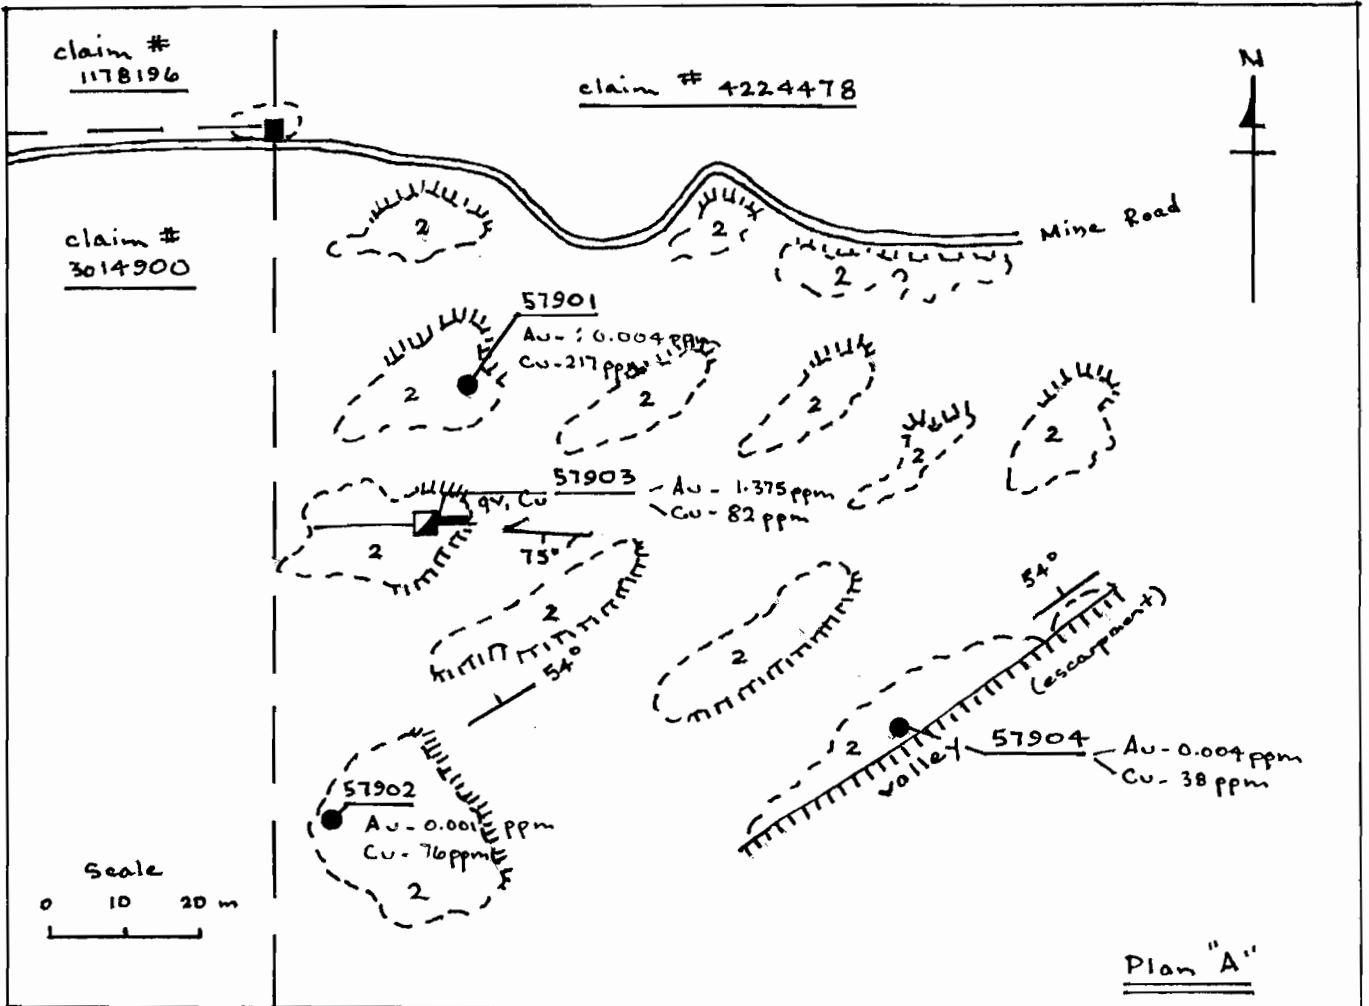 claim #
1178196
claim # 4224478
N
claim #
3014900
Mine Road
2
2
2
57901
Au - 0.004 ppm
Cu - 217 ppm
2
2
2
2
2
57903
Au - 1.375 ppm
Cu - 82 ppm
qv, Cu
2
75°
2
54°
2
54°
(escarpment)
valley
2
57904
Au - 0.004 ppm
Cu - 38 ppm
57902
Au - 0.001 ppm
Cu - 76 ppm
2
Scale
0 10 20 m
Plan "A"